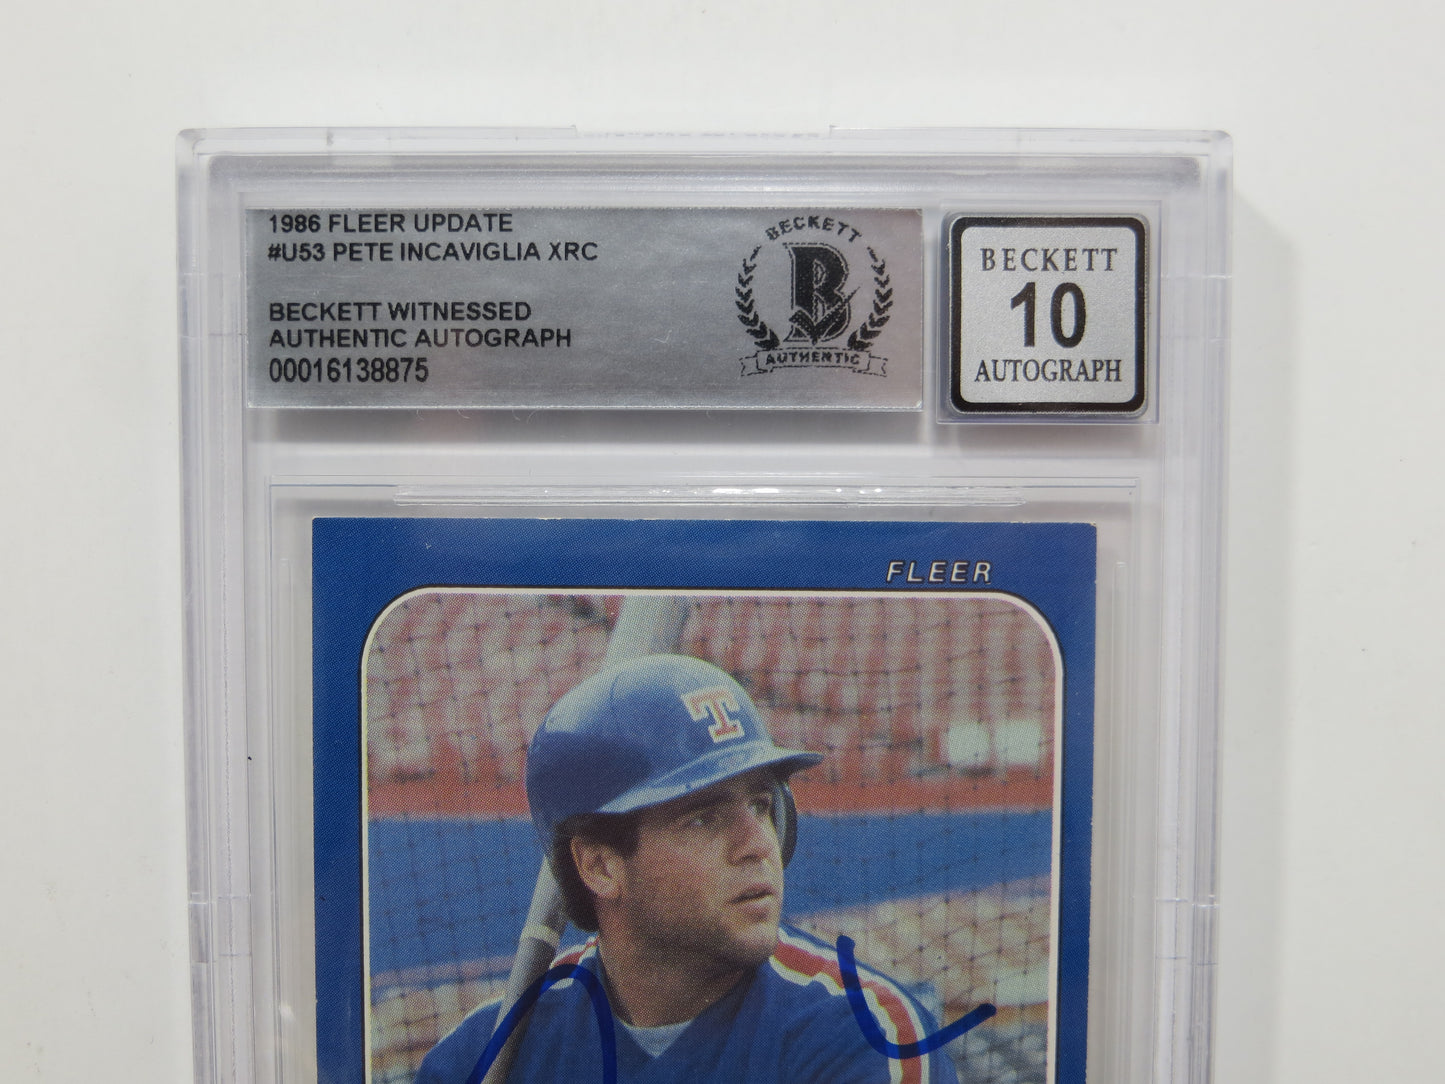 1986 FLEER UPDATE
#U53 PETE INCAVIGLIA XRC
BECKETT WITNESSED
AUTHENTIC AUTOGRAPH
00016138875
BECKETT
B
AUTHENTIC
BECKETT
10
AUTOGRAPH
FLEER
T